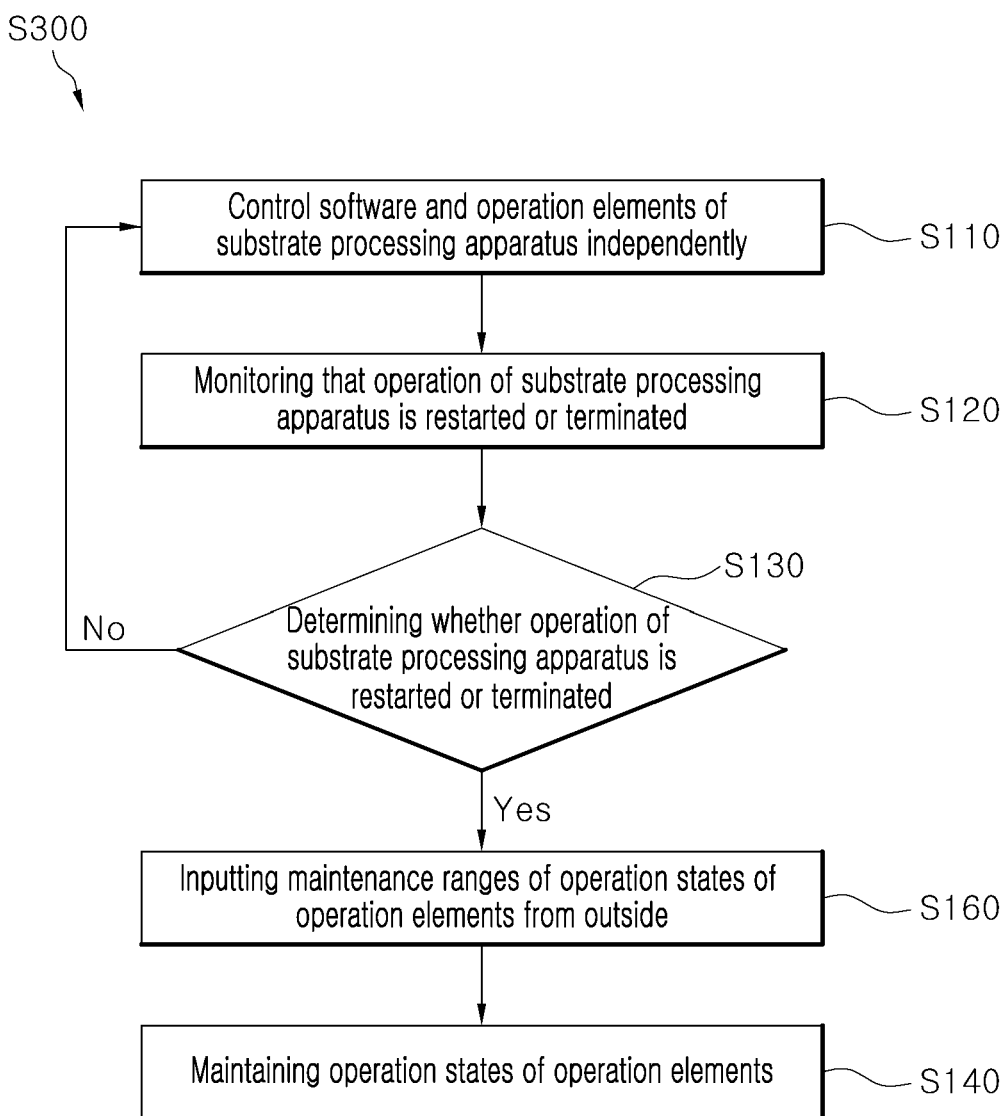 S300
Control software and operation elements of
substrate processing apparatus independently
S110
Monitoring that operation of substrate processing
apparatus is restarted or terminated
S120
S130
Determining whether operation of
substrate processing apparatus is
restarted or terminated
No
Yes
Inputting maintenance ranges of operation states of
operation elements from outside
S160
Maintaining operation states of operation elements
S140